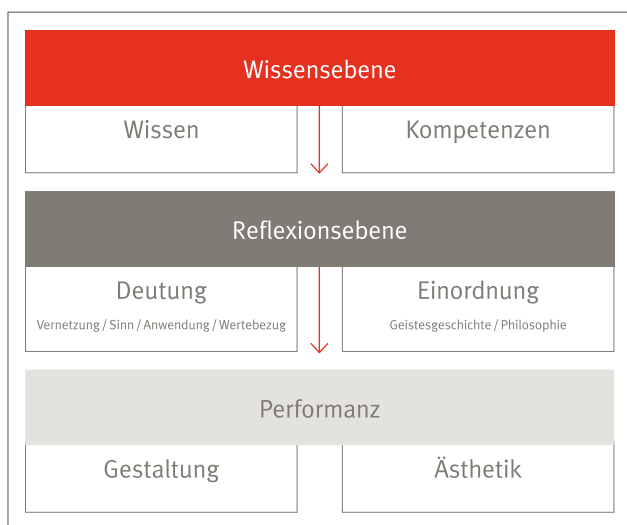 Wissensebene
Wissen
Kompetenzen
Reflexionsebene
Deutung
Einordnung
Vernetzung / Sinn / Anwendung / Wertebezug
Geistesgeschichte / Philosophie
Performanz
Gestaltung
Ästhetik